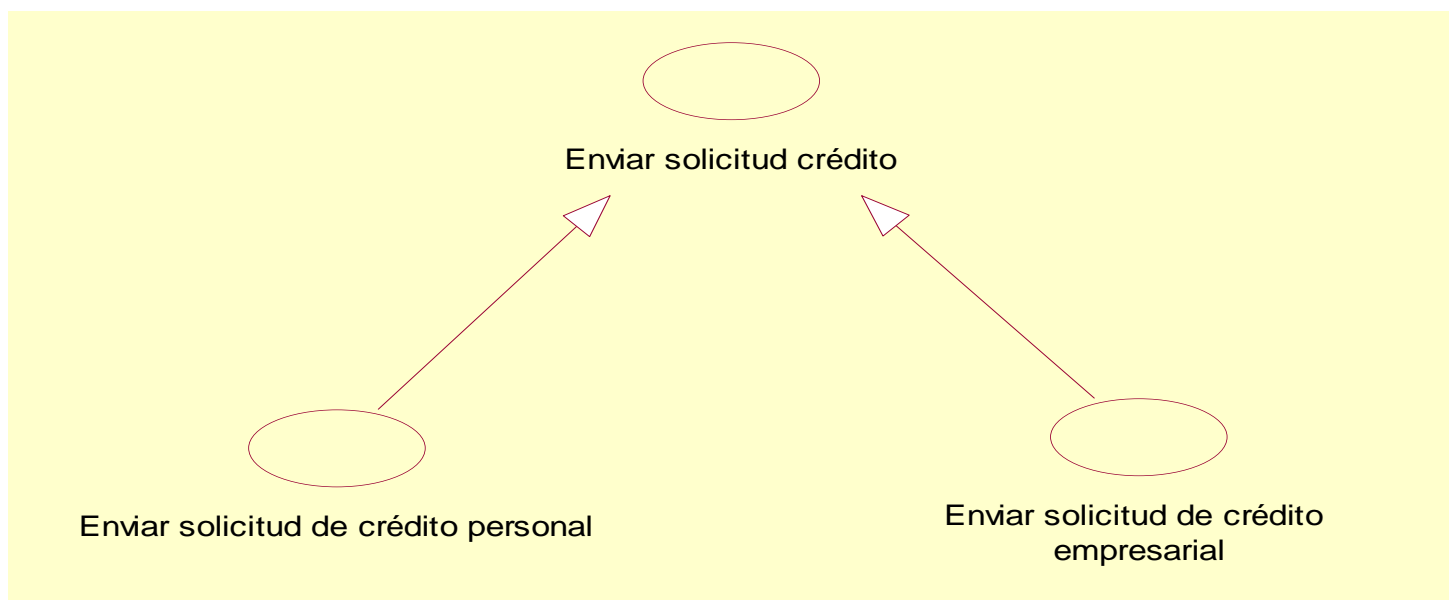 Enviar solicitud crédito
Enviar solicitud de crédito personal
Enviar solicitud de crédito
empresarial